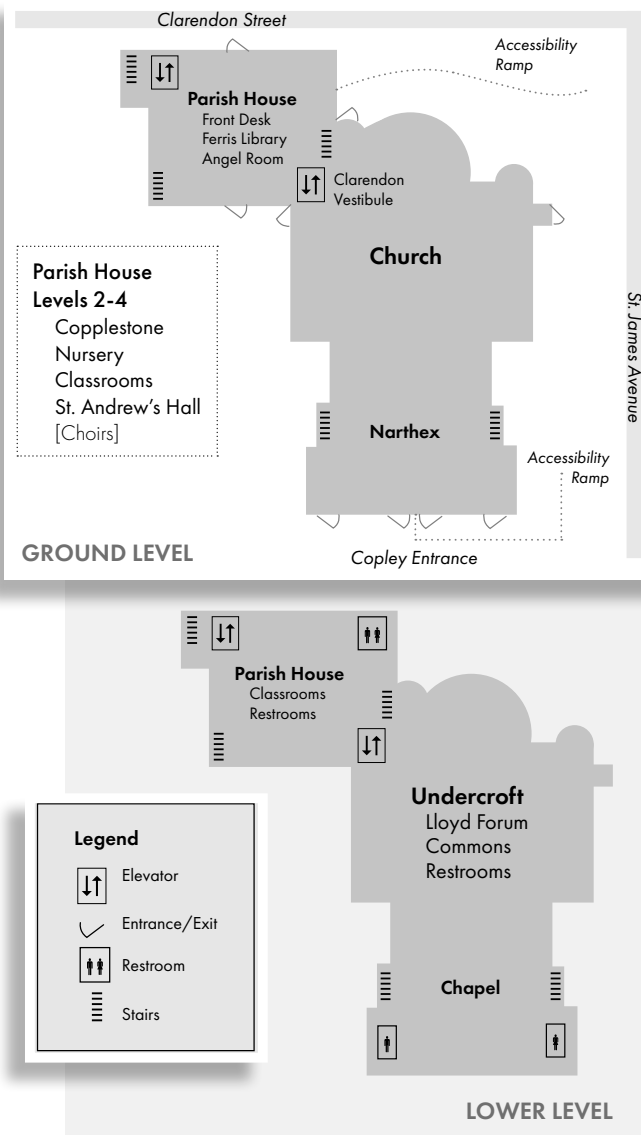 Clarendon Street
Accessibility
Ramp
Parish House
Front Desk
Ferris Library
Angel Room
Clarendon
Vestibule
Church
St. James Avenue
Parish House
Levels 2-4
Copplestone
Nursery
Classrooms
St. Andrew’s Hall
[Choirs]
Narthex
Accessibility
Ramp
GROUND LEVEL
Copley Entrance
Parish House
Classrooms
Restrooms
Undercroft
Lloyd Forum
Commons
Restrooms
Legend
Elevator
Entrance/Exit
Restroom
Stairs
Chapel
LOWER LEVEL